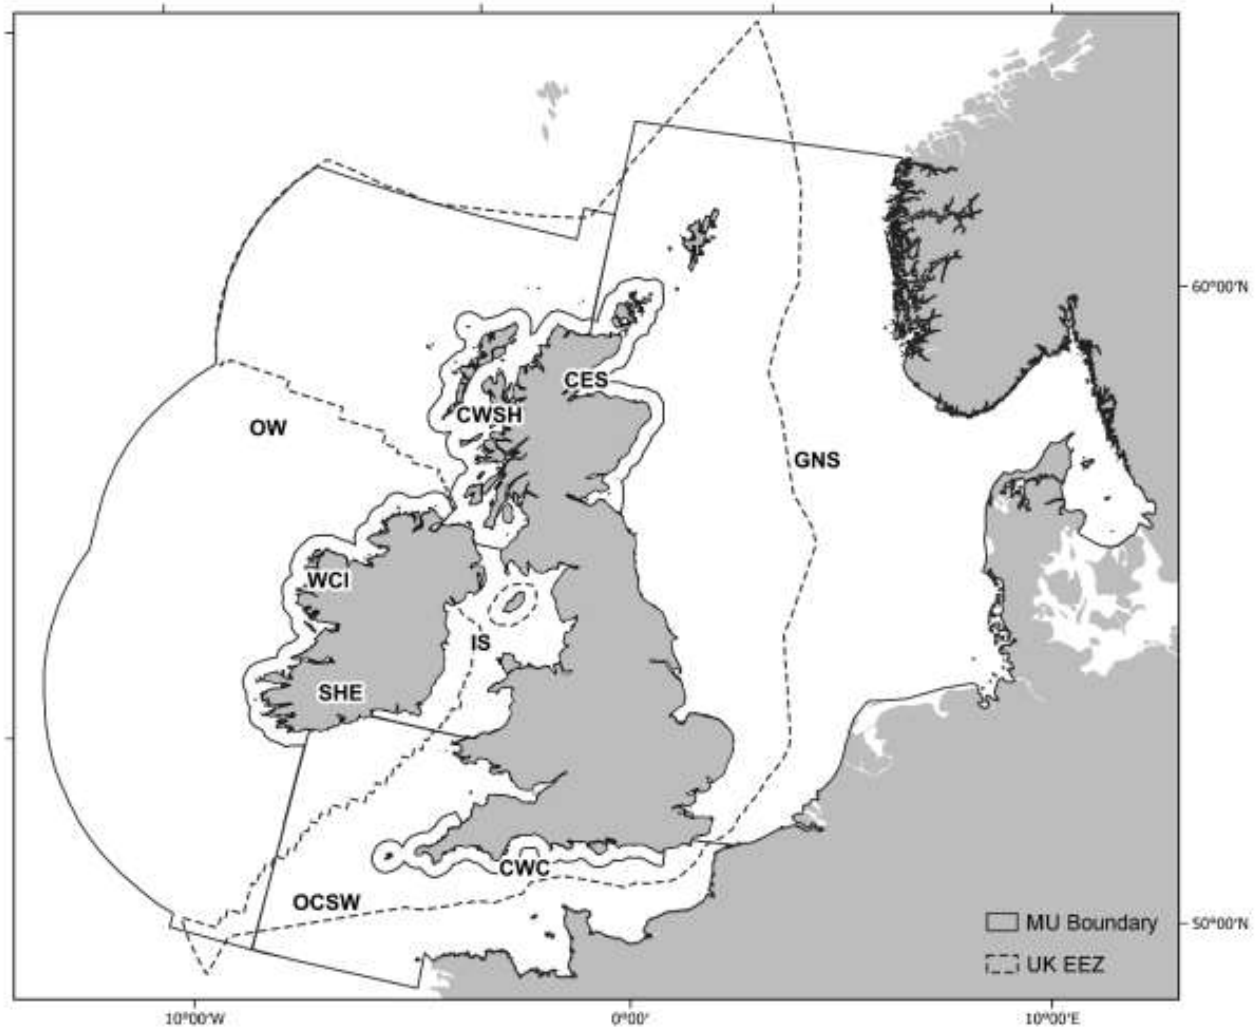 60°00'N
CES
CWSH
OW
GNS
WCI
IS
SHE
CWC
OCSW
MU Boundary
50°00'N
UK EEZ
10°00'W
0°00'
10°00'E